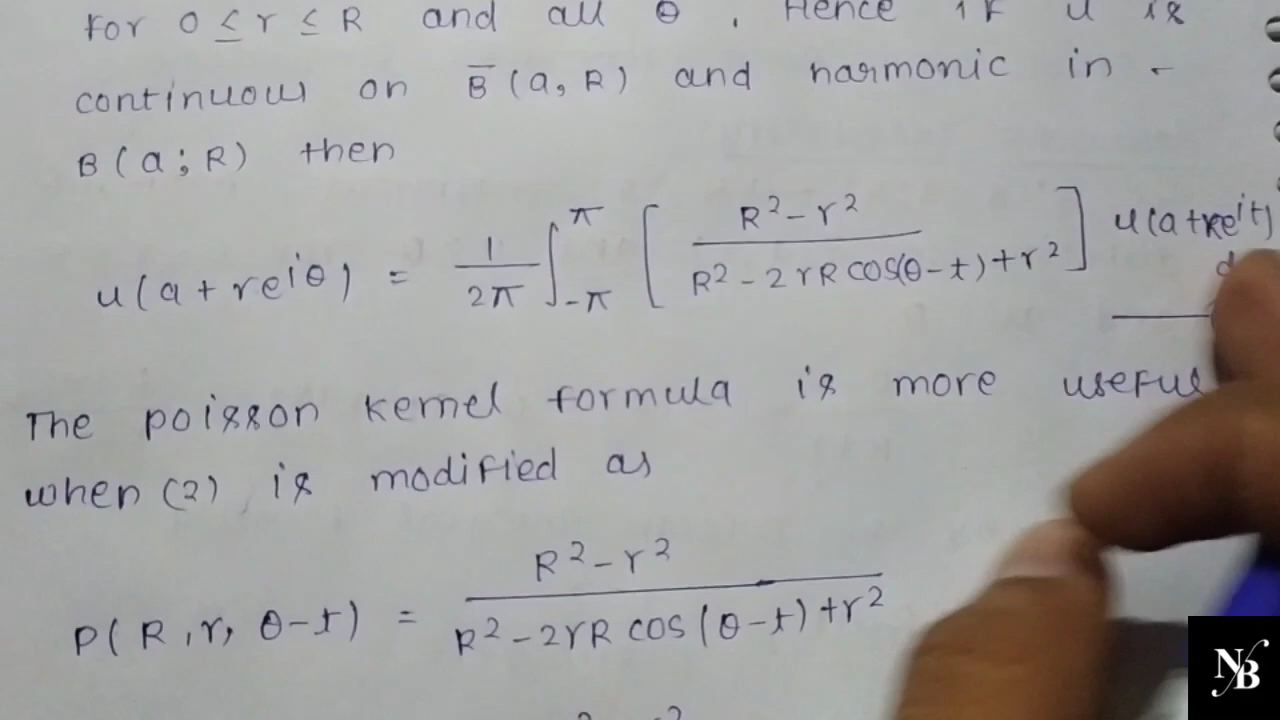 For 0 ≤ r ≤ R and all θ . Hence if u is
continuous on B̅ (a, R) and harmonic in -
B (a ; R) then
u(a + re^iθ) = 1/2π ∫_-π^π [ R² - r² / R² - 2rR cos(θ - t) + r² ] u(a + Re^it)
The poisson kernel formula is more
when (2) is modified as
P(R, r, θ - t) = R² - r² / R² - 2rR cos(θ - t) + r²
NB